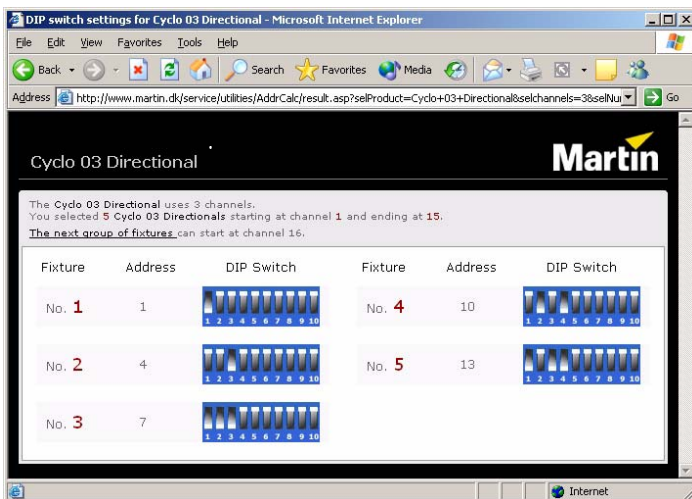 DIP switch settings for Cyclo 03 Directional - Microsoft Internet Explorer
File Edit View Favorites Tools Help
Back Search Favorites Media
Address http://www.martin.dk/service/utilities/AddrCalc/result.asp?selProduct=Cyclo+03+Directional&selchannels=3&selNu Go
Cyclo 03 Directional
Martin
The Cyclo 03 Directional uses 3 channels.
You selected 5 Cyclo 03 Directionals starting at channel 1 and ending at 15.
The next group of fixtures can start at channel 16.
Fixture Address DIP Switch Fixture Address DIP Switch
No. 1 1 1 2 3 4 5 6 7 8 9 10 No. 4 10 1 2 3 4 5 6 7 8 9 10
No. 2 4 1 2 3 4 5 6 7 8 9 10 No. 5 13 1 2 3 4 5 6 7 8 9 10
No. 3 7 1 2 3 4 5 6 7 8 9 10
Internet